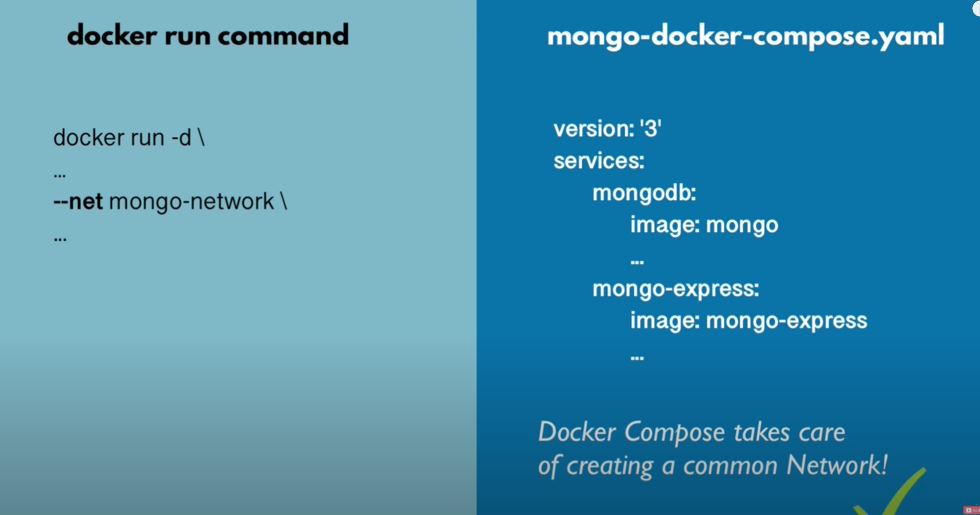 docker run command
docker run -d \
...
--net mongo-network \
...
mongo-docker-compose.yaml
version: '3'
services:
mongodb:
image: mongo
...
mongo-express:
image: mongo-express
...
Docker Compose takes care
of creating a common Network!